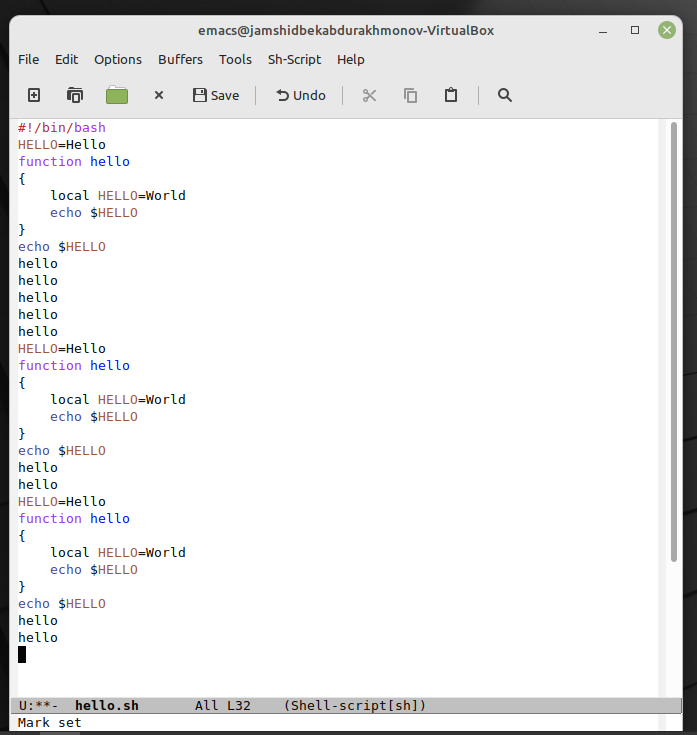 emacs@jamshidbekabdurakhmonov-VirtualBox
File Edit Options Buffers Tools Sh-Script Help
Save Undo
#!/bin/bash
HELLO=Hello
function hello
{
    local HELLO=World
    echo $HELLO
}
echo $HELLO
hello
hello
hello
hello
hello
HELLO=Hello
function hello
{
    local HELLO=World
    echo $HELLO
}
echo $HELLO
hello
hello
HELLO=Hello
function hello
{
    local HELLO=World
    echo $HELLO
}
echo $HELLO
hello
hello
U:**-  hello.sh       All L32    (Shell-script[sh])
Mark set